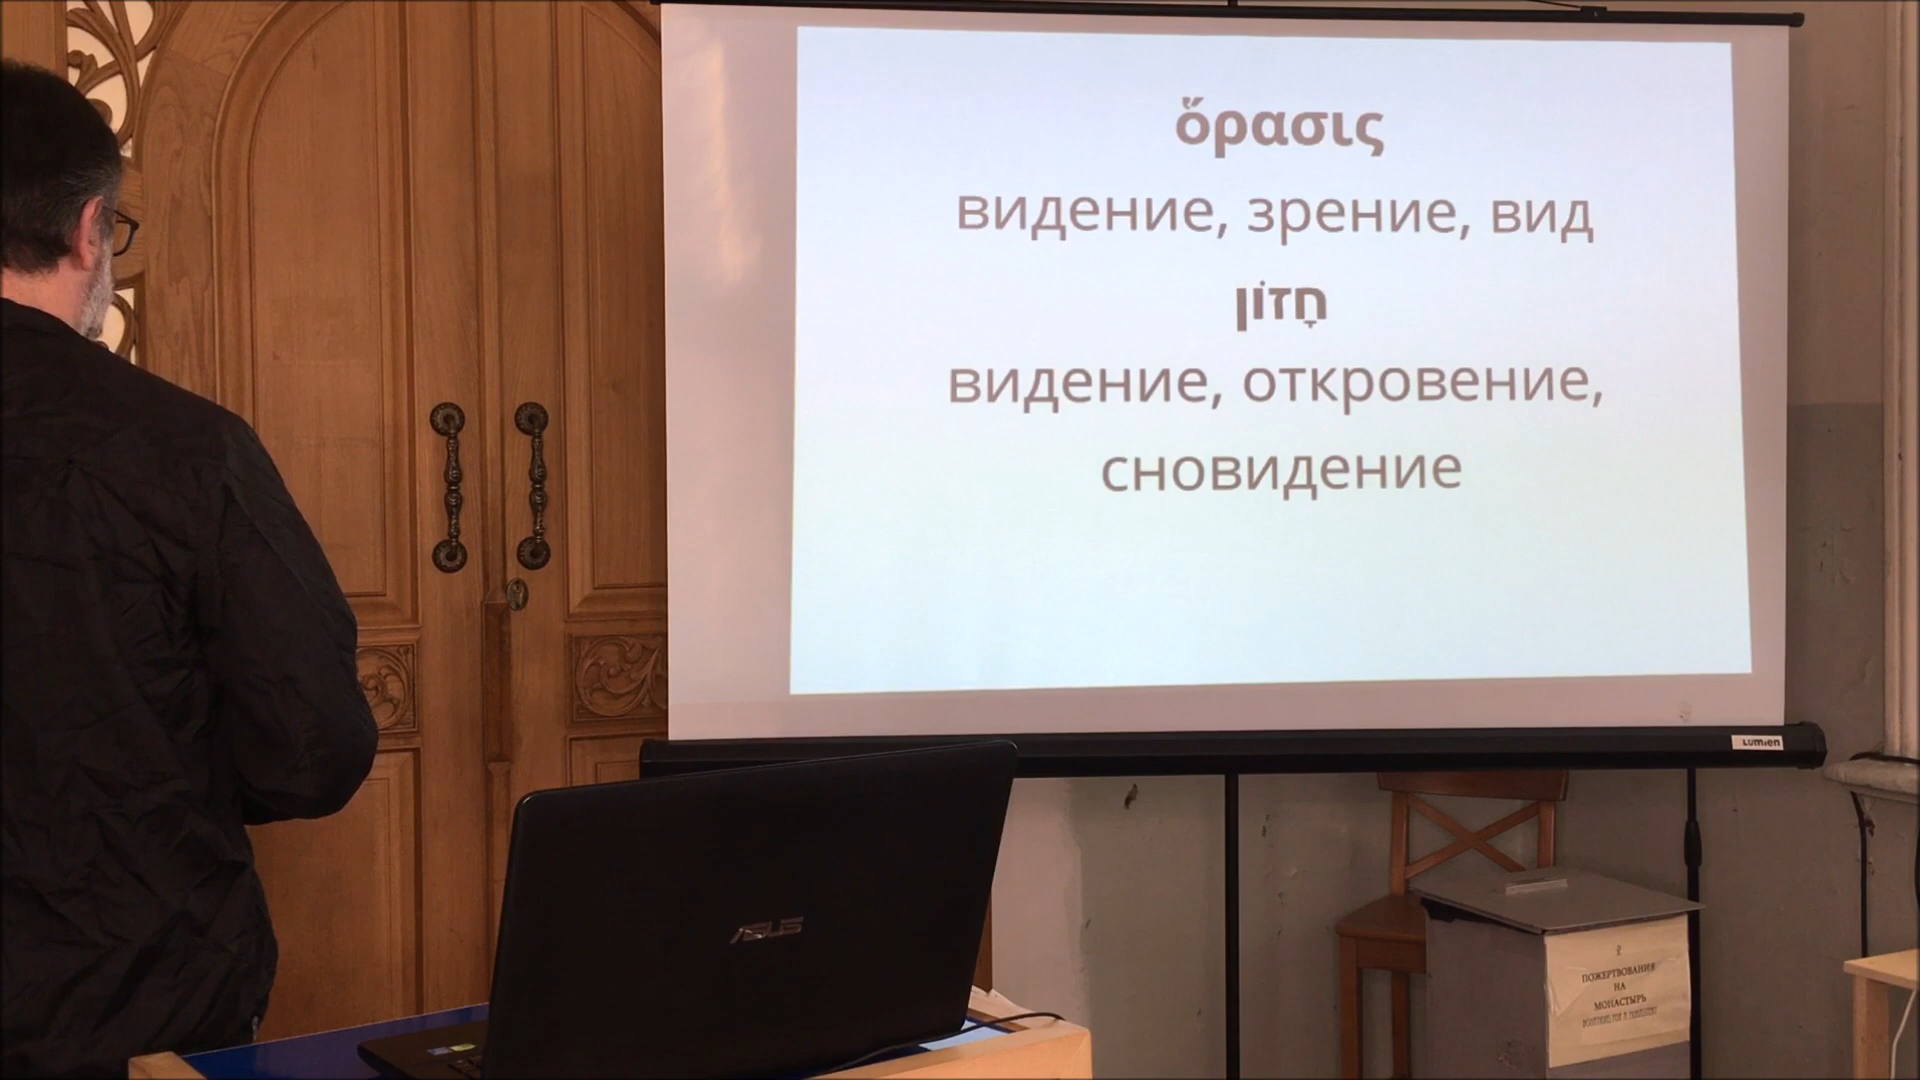 ὅρασις
видение, зрение, вид
חָזוֹן
видение, откровение,
сновидение
Lumien
ASUS
ПОЖЕРТВОВАНИЯ
НА
МОНАСТЫРЬ